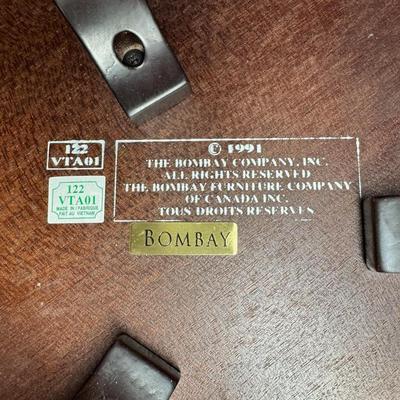 122
VTA01
122
VTA01
MADE IN / FABRIQUE
FAIT AU VIETNAM
© 1991
THE BOMBAY COMPANY, INC.
ALL RIGHTS RESERVED
THE BOMBAY FURNITURE COMPANY
OF CANADA INC.
TOUS DROITS RESERVES
BOMBAY